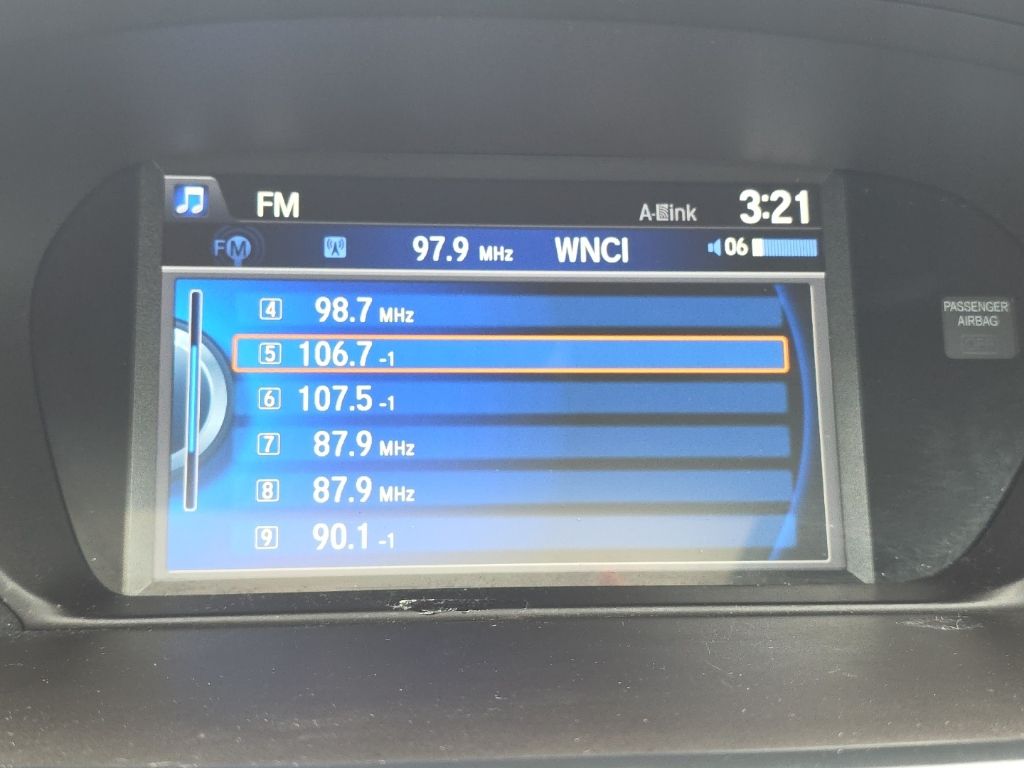 FM
A-Link 3:21
FM 97.9 MHz WNCI 06
4 98.7 MHz
5 106.7 -1
6 107.5 -1
7 87.9 MHz
8 87.9 MHz
9 90.1 -1
PASSENGER
AIRBAG